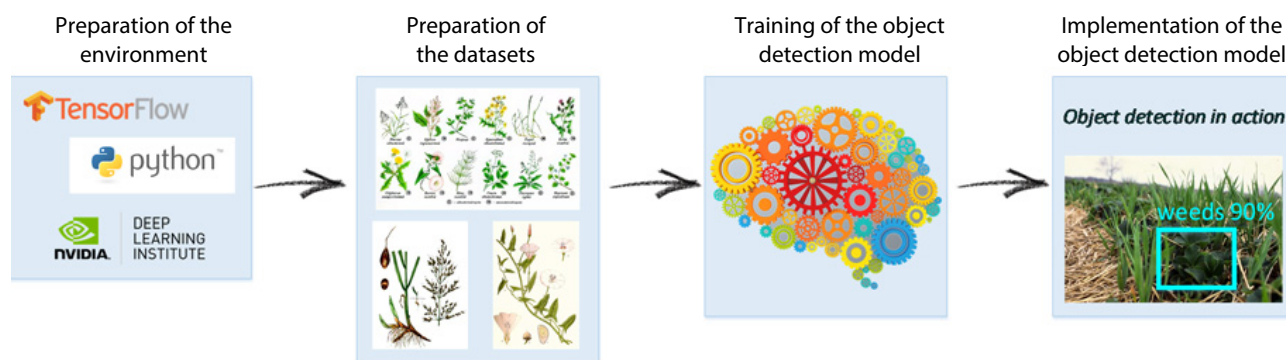 Preparation of the
environment
Preparation of
the datasets
Training of the object
detection model
Implementation of the
object detection model
TensorFlow
python™
nVIDIA.
DEEP
LEARNING
INSTITUTE
Object detection in action
weeds 90%